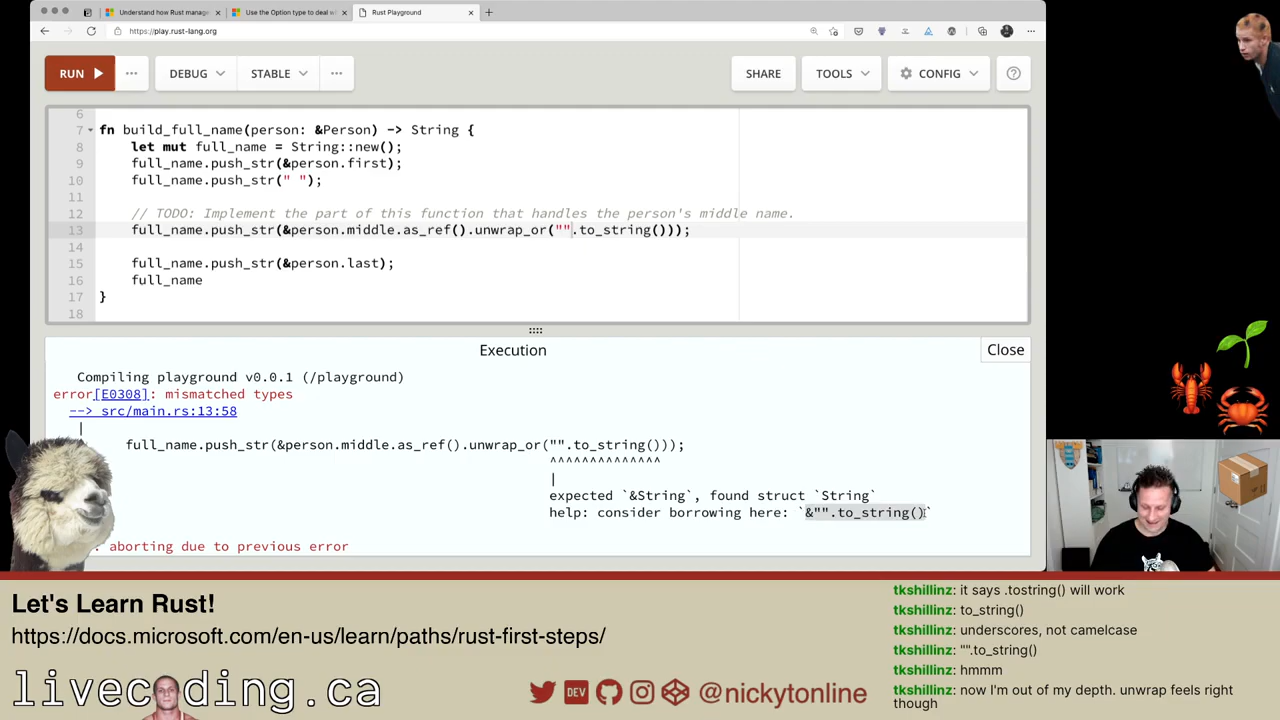 Understand how Rust manage
Use the Option type to deal wi
Rust Playground
https://play.rust-lang.org
RUN
DEBUG
STABLE
SHARE
TOOLS
CONFIG
6
7 fn build_full_name(person: &Person) -> String {
8 let mut full_name = String::new();
9 full_name.push_str(&person.first);
10 full_name.push_str(" ");
11
12 // TODO: Implement the part of this function that handles the person's middle name.
13 full_name.push_str(&person.middle.as_ref().unwrap_or("".to_string()));
14
15 full_name.push_str(&person.last);
16 full_name
17 }
18
Execution
Close
Compiling playground v0.0.1 (/playground)
error[E0308]: mismatched types
--> src/main.rs:13:58
|
full_name.push_str(&person.middle.as_ref().unwrap_or("".to_string()));
^^^^^^^^^^^^^^
|
expected `&String`, found struct `String`
help: consider borrowing here: `&"".to_string()`
: aborting due to previous error
Let's Learn Rust!
https://docs.microsoft.com/en-us/learn/paths/rust-first-steps/
livecoding.ca
DEV
@nickytonline
tkshillinz: it says .tostring() will work
tkshillinz: to_string()
tkshillinz: underscores, not camelcase
tkshillinz: "".to_string()
tkshillinz: hmmm
tkshillinz: now I'm out of my depth. unwrap feels right
though